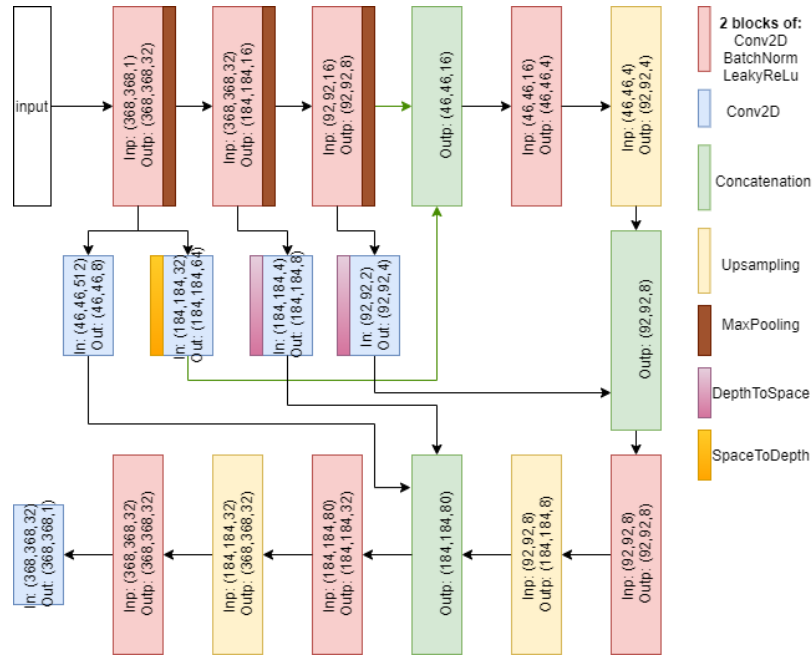 input
Inp: (368,368,1)
Outp: (368,368,32)
Inp: (368,368,32)
Outp: (184,184,16)
Inp: (92,92,16)
Outp: (92,92,8)
Outp: (46,46,16)
Inp: (46,46,16)
Outp: (46,46,4)
Inp: (46,46,4)
Outp: (92,92,4)
In: (46,46,512)
Out: (46,46,8)
In: (184,184,32)
Out: (184,184,64)
In: (184,184,4)
Out: (184,184,8)
In: (92,92,2)
Out: (92,92,4)
Outp: (92,92,8)
In: (368,368,32)
Out: (368,368,1)
Inp: (368,368,32)
Outp: (368,368,32)
Inp: (184,184,32)
Outp: (368,368,32)
Inp: (184,184,80)
Outp: (184,184,32)
Outp: (184,184,80)
Inp: (92,92,8)
Outp: (184,184,8)
Inp: (92,92,8)
Outp: (92,92,8)
2 blocks of:
Conv2D
BatchNorm
LeakyReLu
Conv2D
Concatenation
Upsampling
MaxPooling
DepthToSpace
SpaceToDepth